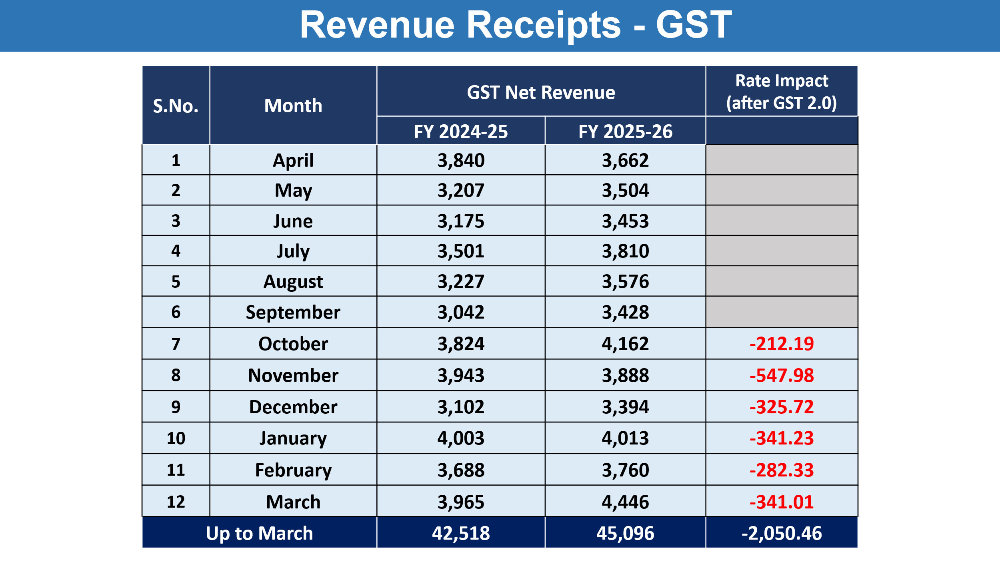 Revenue Receipts - GST
S.No. Month GST Net Revenue Rate Impact
(after GST 2.0)
FY 2024-25 FY 2025-26
1 April 3,840 3,662
2 May 3,207 3,504
3 June 3,175 3,453
4 July 3,501 3,810
5 August 3,227 3,576
6 September 3,042 3,428
7 October 3,824 4,162 -212.19
8 November 3,943 3,888 -547.98
9 December 3,102 3,394 -325.72
10 January 4,003 4,013 -341.23
11 February 3,688 3,760 -282.33
12 March 3,965 4,446 -341.01
Up to March 42,518 45,096 -2,050.46